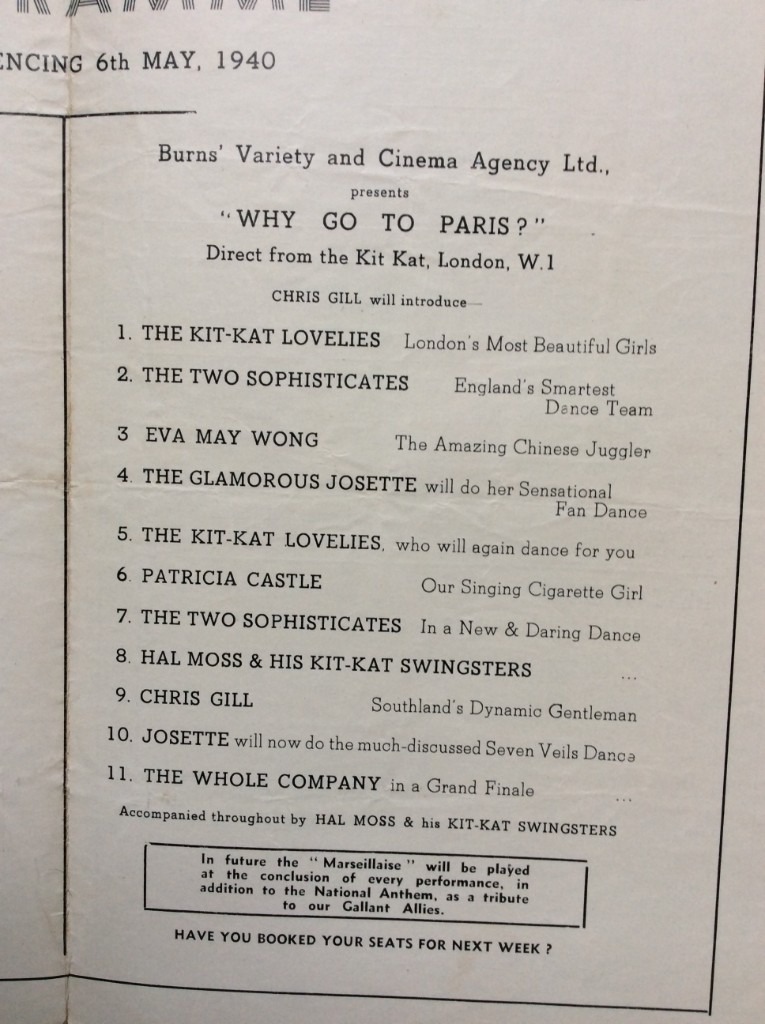 6th MAY, 1940
Burns' Variety and Cinema Agency Ltd.,
presents
"WHY GO TO PARIS?"
Direct from the Kit Kat, London, W.1
CHRIS GILL will introduce—
1. THE KIT-KAT LOVELIES London's Most Beautiful Girls
2. THE TWO SOPHISTICATES England's Smartest
Dance Team
3 EVA MAY WONG The Amazing Chinese Juggler
4. THE GLAMOROUS JOSETTE will do her Sensational
Fan Dance
5. THE KIT-KAT LOVELIES, who will again dance for you
6. PATRICIA CASTLE Our Singing Cigarette Girl
7. THE TWO SOPHISTICATES In a New & Daring Dance
8. HAL MOSS & HIS KIT-KAT SWINGSTERS ...
9. CHRIS GILL Southland's Dynamic Gentleman
10. JOSETTE will now do the much-discussed Seven Veils Dance
11. THE WHOLE COMPANY in a Grand Finale ...
Accompanied throughout by HAL MOSS & his KIT-KAT SWINGSTERS
In future the "Marseillaise" will be played
at the conclusion of every performance, in
addition to the National Anthem, as a tribute
to our Gallant Allies.
HAVE YOU BOOKED YOUR SEATS FOR NEXT WEEK ?